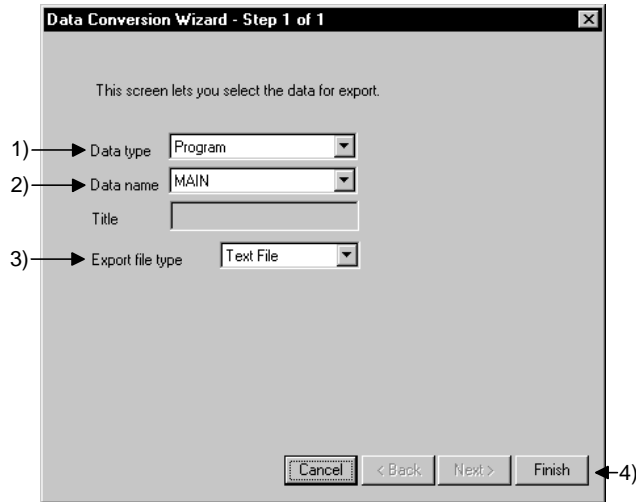 Data Conversion Wizard - Step 1 of 1
This screen lets you select the data for export.
1) Data type Program
2) Data name MAIN
Title
3) Export file type Text File
Cancel < Back Next > Finish 4)